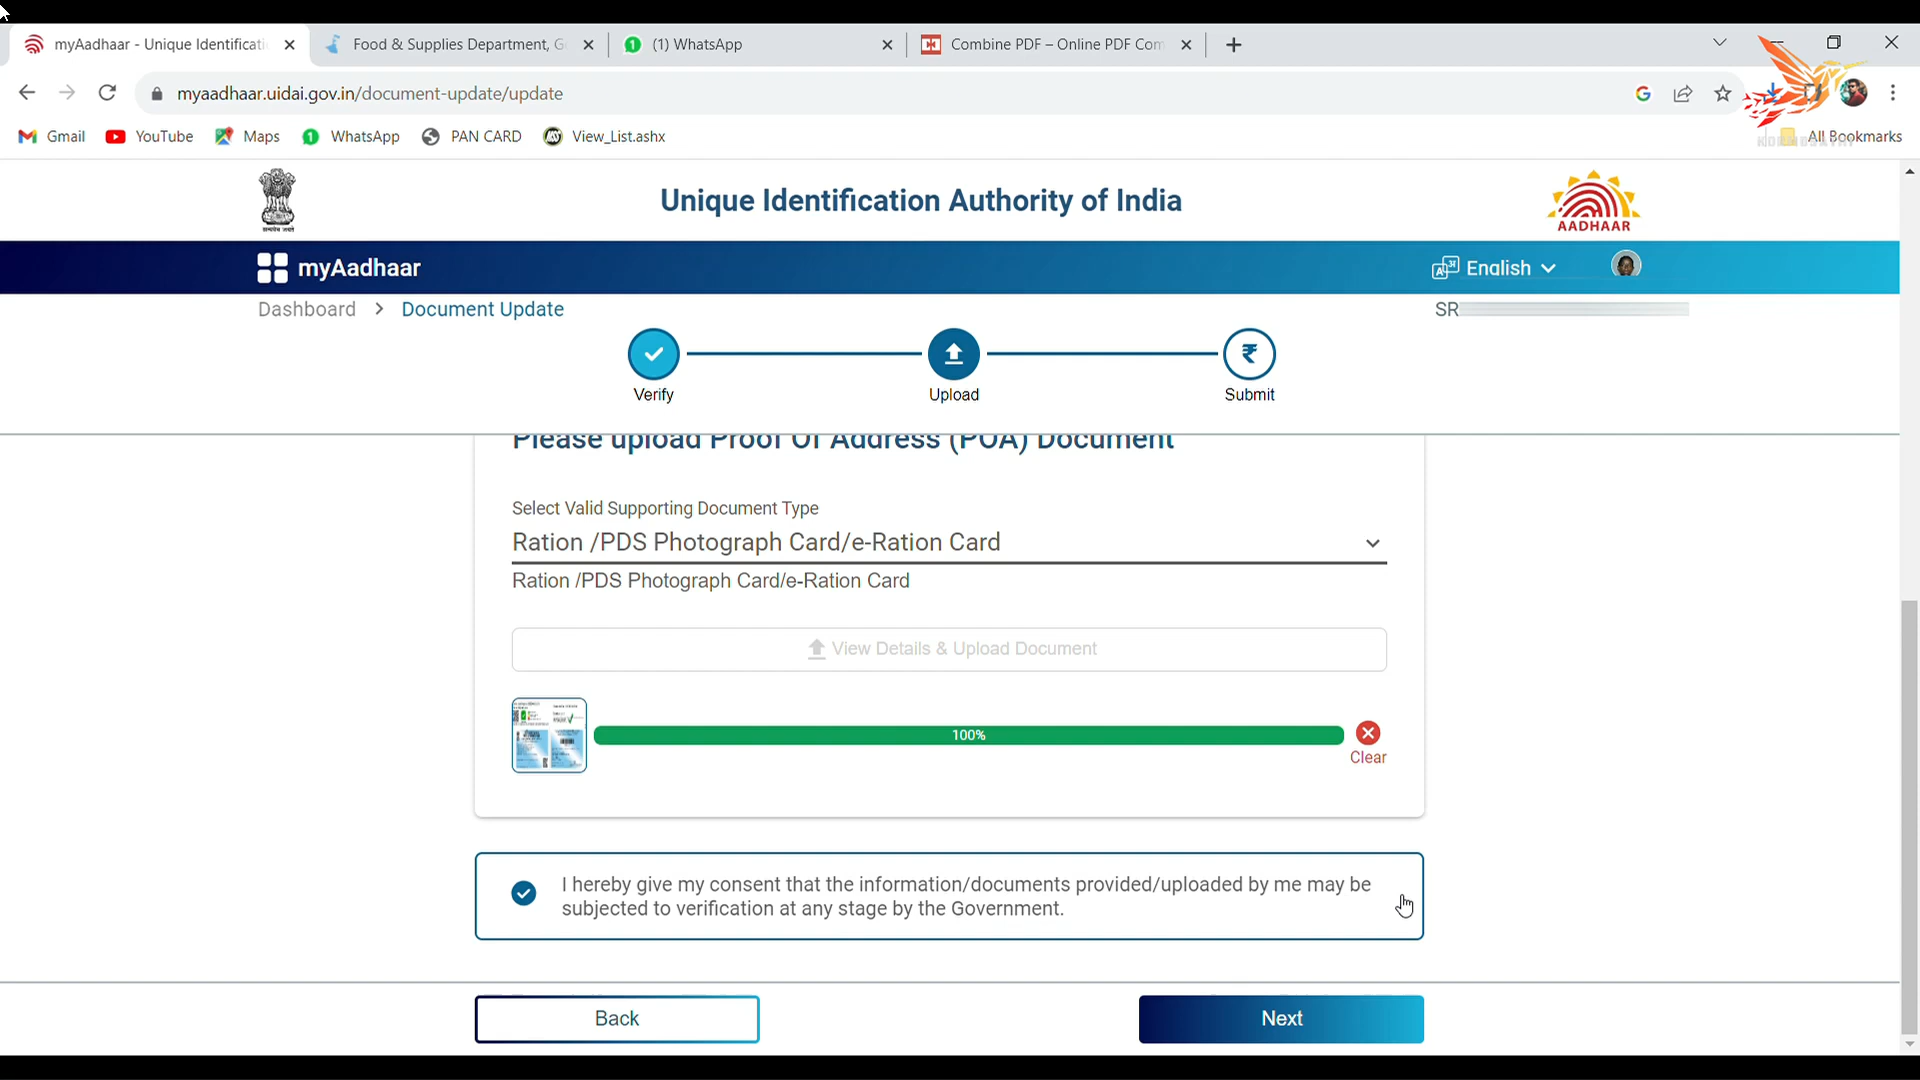 myAadhaar - Unique Identificati
Food & Supplies Department, G
(1) WhatsApp
Combine PDF – Online PDF Com
myaadhaar.uidai.gov.in/document-update/update
Gmail
YouTube
Maps
WhatsApp
PAN CARD
View_List.ashx
All Bookmarks
सत्यमेव जयते
Unique Identification Authority of India
AADHAAR
myAadhaar
English
Dashboard > Document Update
SR
Verify
Upload
Submit
Please upload Proof Of Address (POA) Document
Select Valid Supporting Document Type
Ration /PDS Photograph Card/e-Ration Card
Ration /PDS Photograph Card/e-Ration Card
View Details & Upload Document
100%
Clear
I hereby give my consent that the information/documents provided/uploaded by me may be
subjected to verification at any stage by the Government.
Back
Next